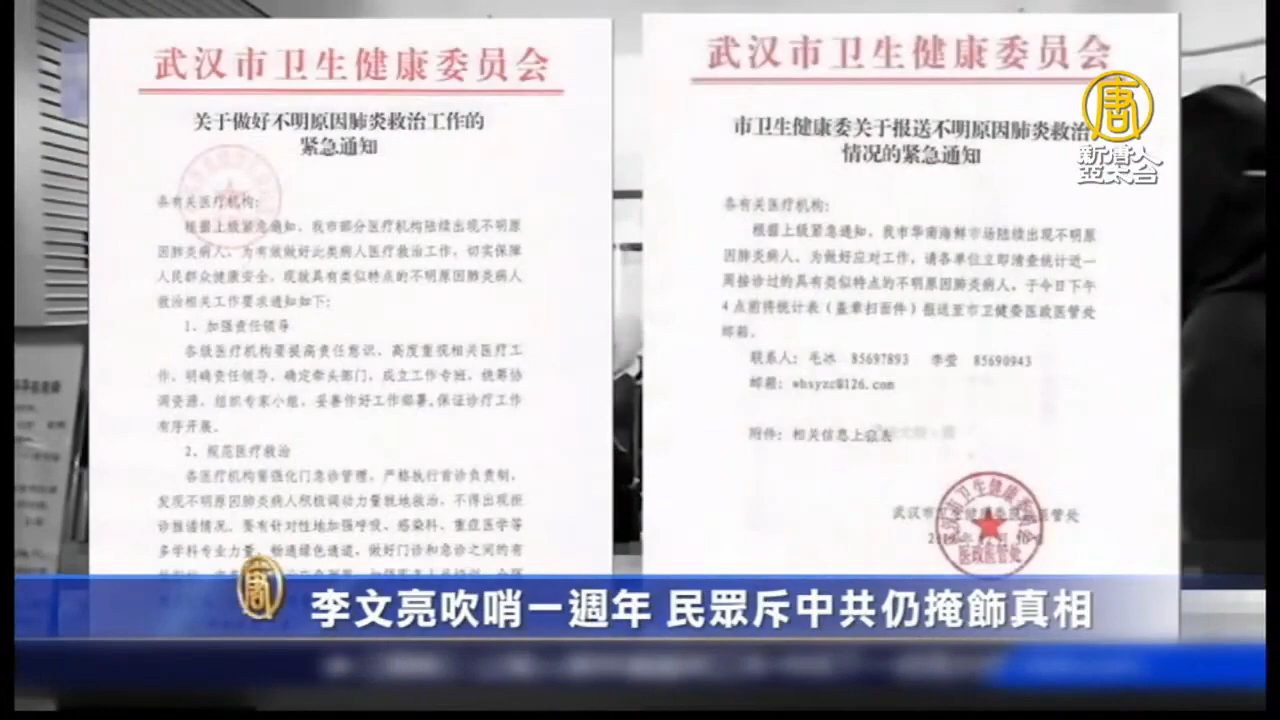 武汉市卫生健康委员会
关于做好不明原因肺炎救治工作的
紧急通知
各有关医疗机构:
根据上级紧急通知，我市部分医疗机构陆续出现不明原
因肺炎病人。为有效做好此类病人医疗救治工作，切实保障
人民群众健康安全，现就具有类似特点的不明原因肺炎病人
救治相关工作要求通知如下:
1、加强责任领导
各级医疗机构要提高责任意识，高度重视相关医疗工
作，明确责任领导，确定牵头部门，成立工作专班，统筹协
调资源，组织专家小组，妥善作好工作部署,保证诊疗工作
有序开展。
2、规范医疗救治
各医疗机构要强化门急诊管理，严格执行首诊负责制，
发现不明原因肺炎病人积极调动力量就地救治，不得出现拒
诊推诿情况。要有针对性地加强呼吸、感染科、重症医学等
多学科专业力量，畅通绿色通道，做好门诊和急诊之间的有
武汉市卫生健康委员会
市卫生健康委关于报送不明原因肺炎救治
情况的紧急通知
各有关医疗机构:
根据上级紧急通知，我市华南海鲜市场陆续出现不明原
因肺炎病人。为做好应对工作，请各单位立即清查统计近一
周接诊过的具有类似特点的不明原因肺炎病人，于今日下午
4点前将统计表（盖章扫面件）报送至市卫健委医政医管处
邮箱。
联系人: 毛冰 85697893 李莹 85690943
邮箱: whsyzc@126.com
附件: 相关信息上报表
医政医管处
唐
新唐人
亞太台
唐
李文亮吹哨一週年 民眾斥中共仍掩飾真相